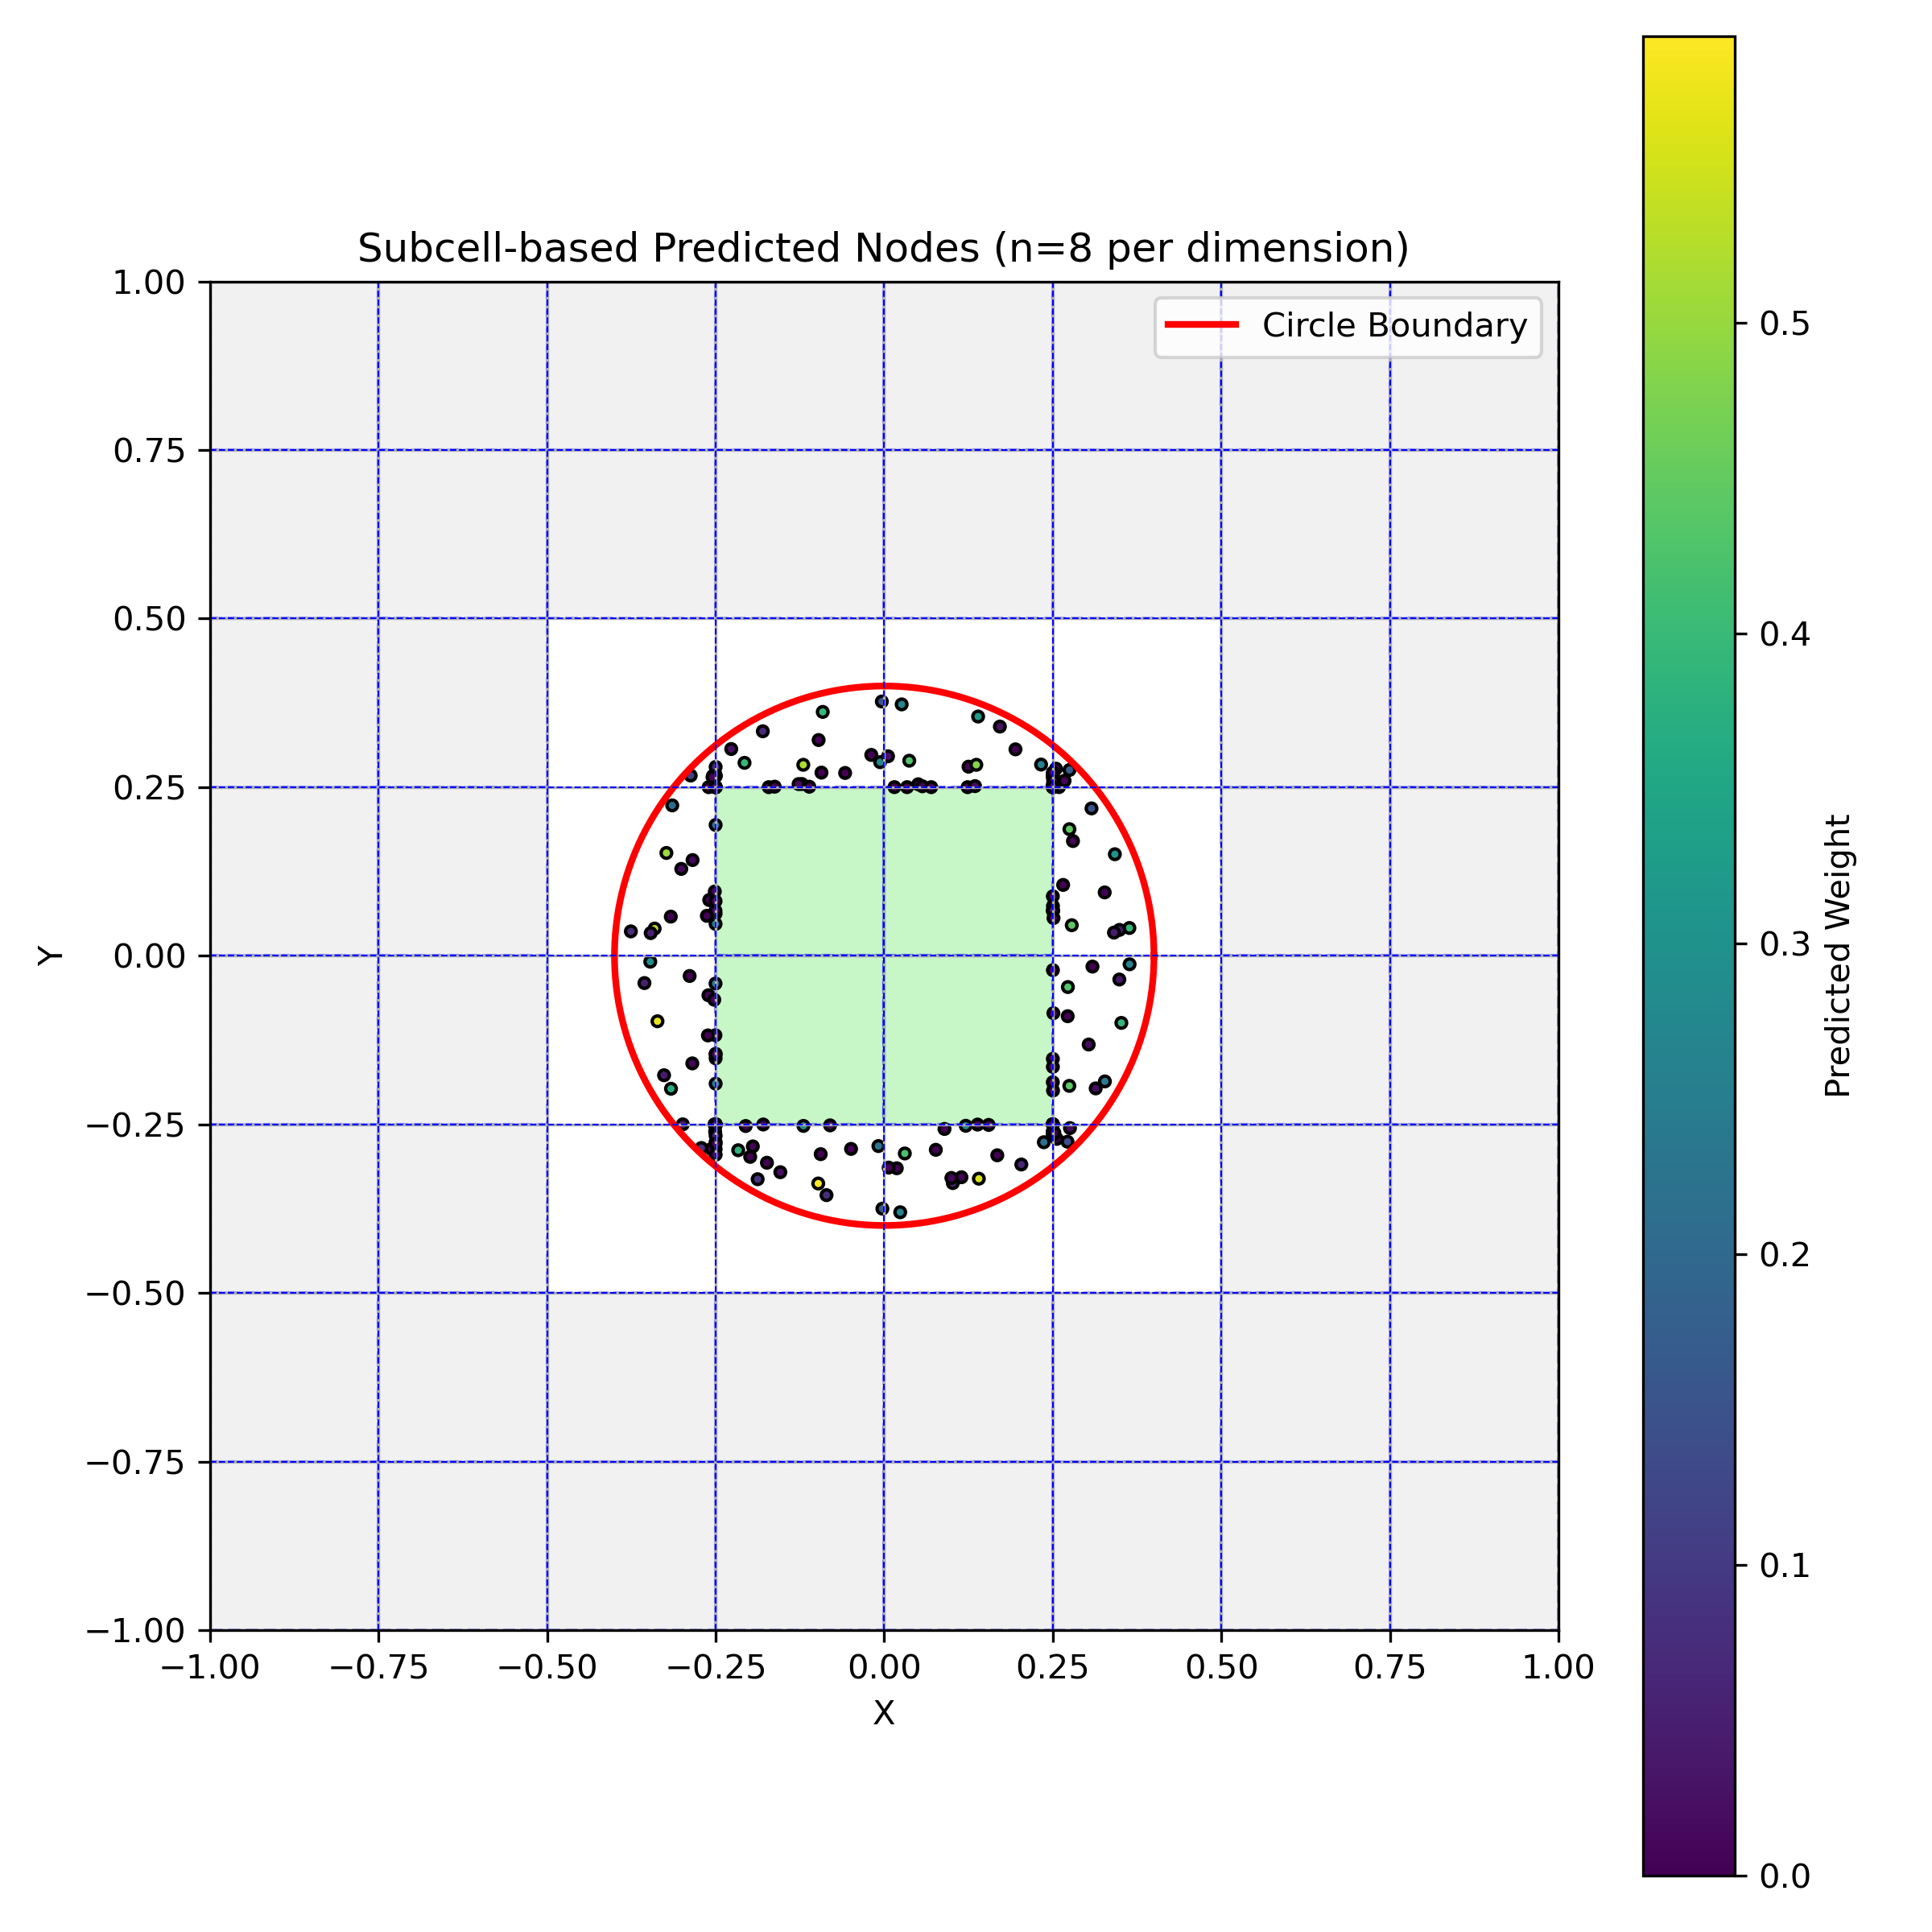 Subcell-based Predicted Nodes (n=8 per dimension)
Circle Boundary
1.00
0.75
0.50
0.25
0.00
−0.25
−0.50
−0.75
−1.00
Y
−1.00 −0.75 −0.50 −0.25 0.00 0.25 0.50 0.75 1.00
X
0.5
0.4
0.3
0.2
0.1
0.0
Predicted Weight